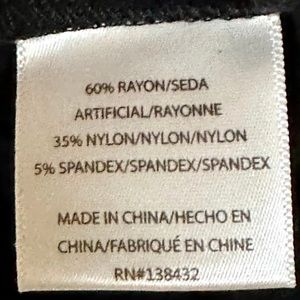 60% RAYON/SEDA
ARTIFICIAL/RAYONNE
35% NYLON/NYLON/NYLON
5% SPANDEX/SPANDEX/SPANDEX
MADE IN CHINA/HECHO EN
CHINA/FABRIQUÉ EN CHINE
RN#138432